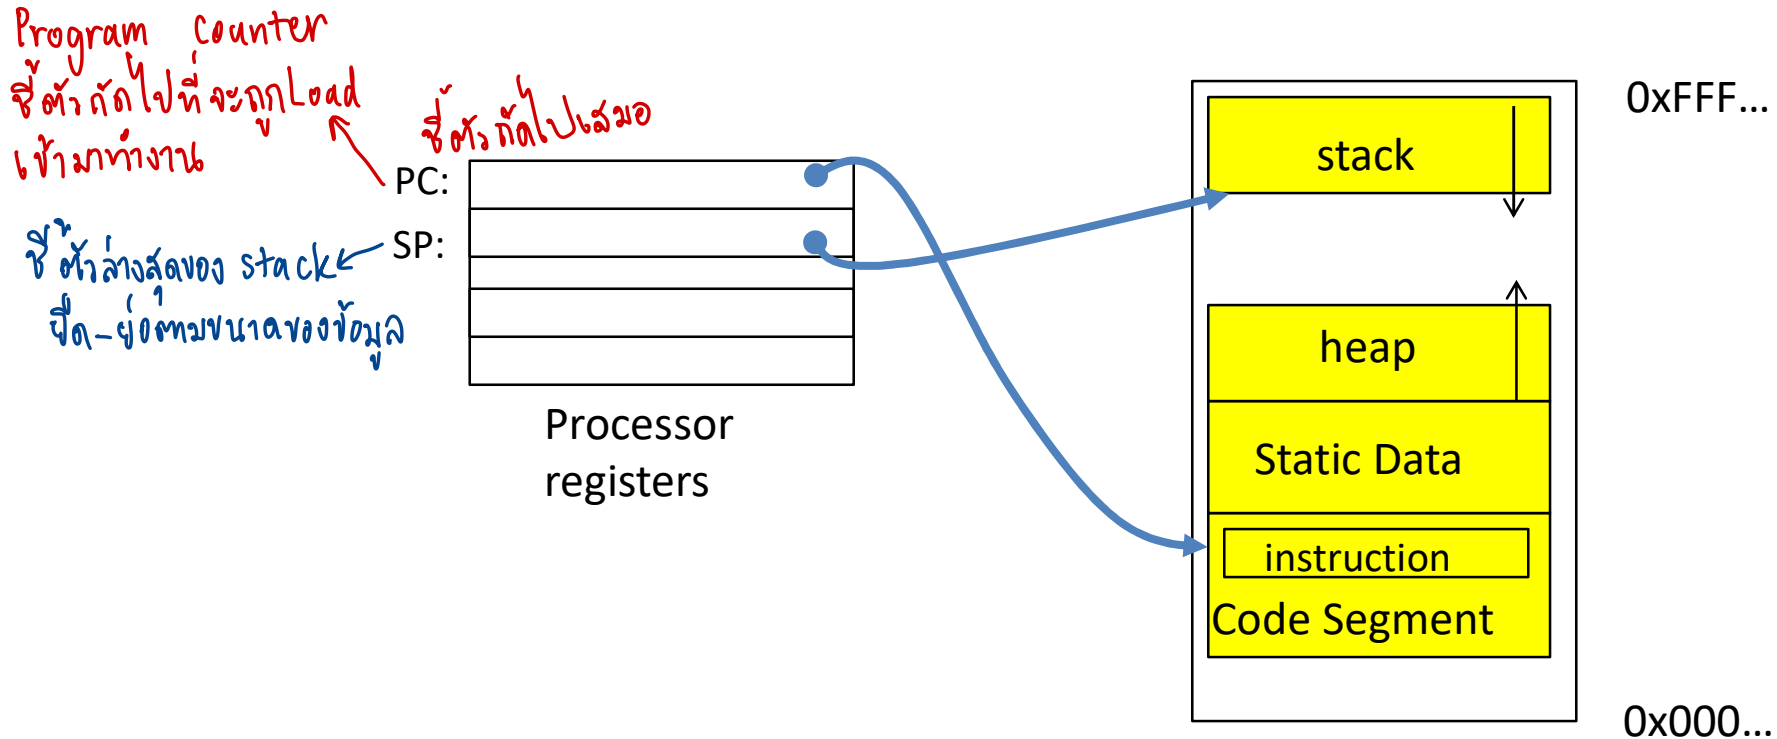 Program Counter
ชี้ตัวถัดไปที่จะถูกLoad
เข้ามาทำงาน
ชี้ตัวถัดไปเสมอ
PC:
SP:
ชี้ตัวล่างสุดของ stack
ยืด-ย่อตามขนาดของข้อมูล
Processor
registers
0xFFF...
stack
heap
Static Data
instruction
Code Segment
0x000...